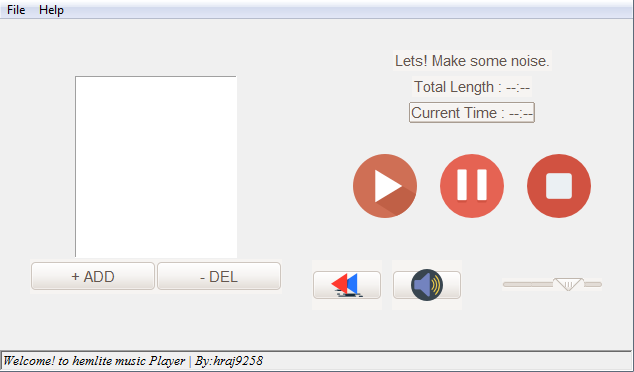 File Help
Lets! Make some noise.
Total Length : --:--
Current Time : --:--
+ ADD
- DEL
Welcome! to hemlite music Player | By:hraj9258